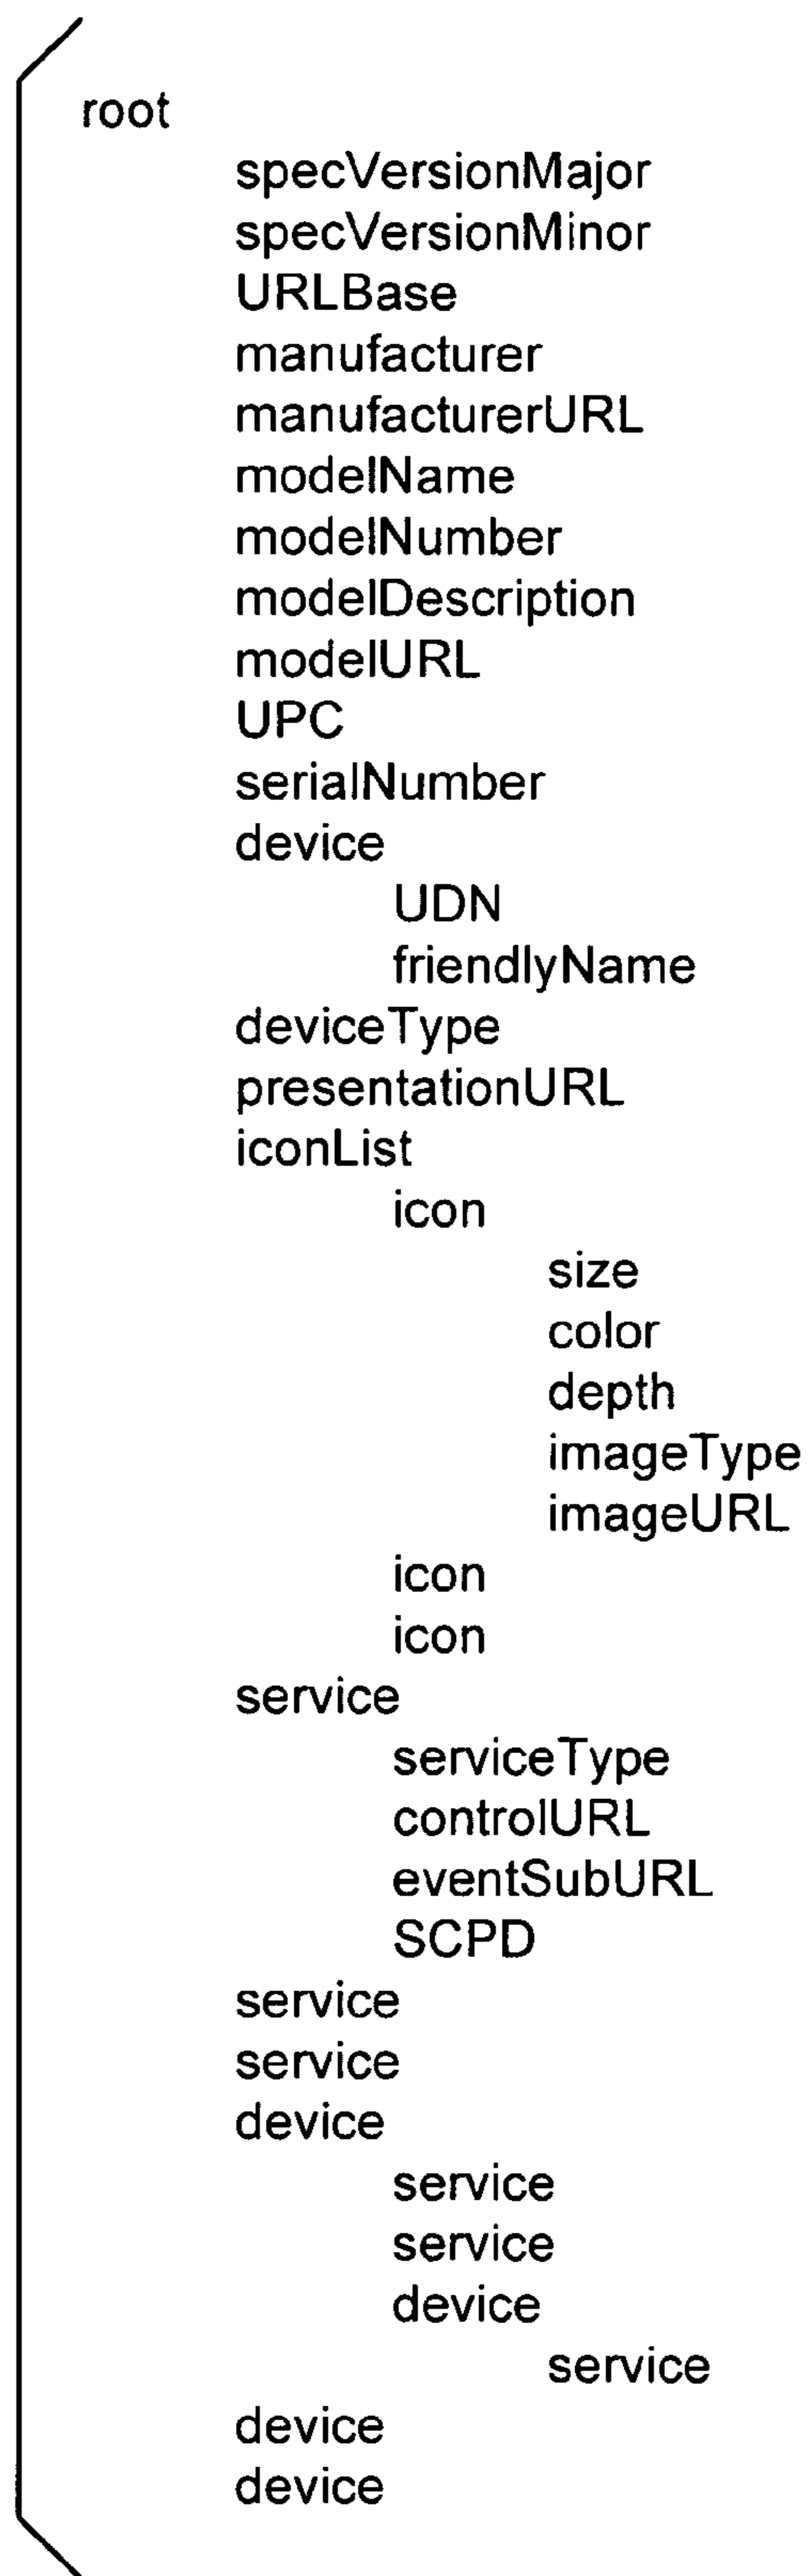 root
specVersionMajor
specVersionMinor
URLBase
manufacturer
manufacturerURL
modelName
modelNumber
modelDescription
modelURL
UPC
serialNumber
device
UDN
friendlyName
deviceType
presentationURL
iconList
icon
size
color
depth
imageType
imageURL
icon
icon
service
serviceType
controlURL
eventSubURL
SCPD
service
service
device
service
service
device
service
device
device